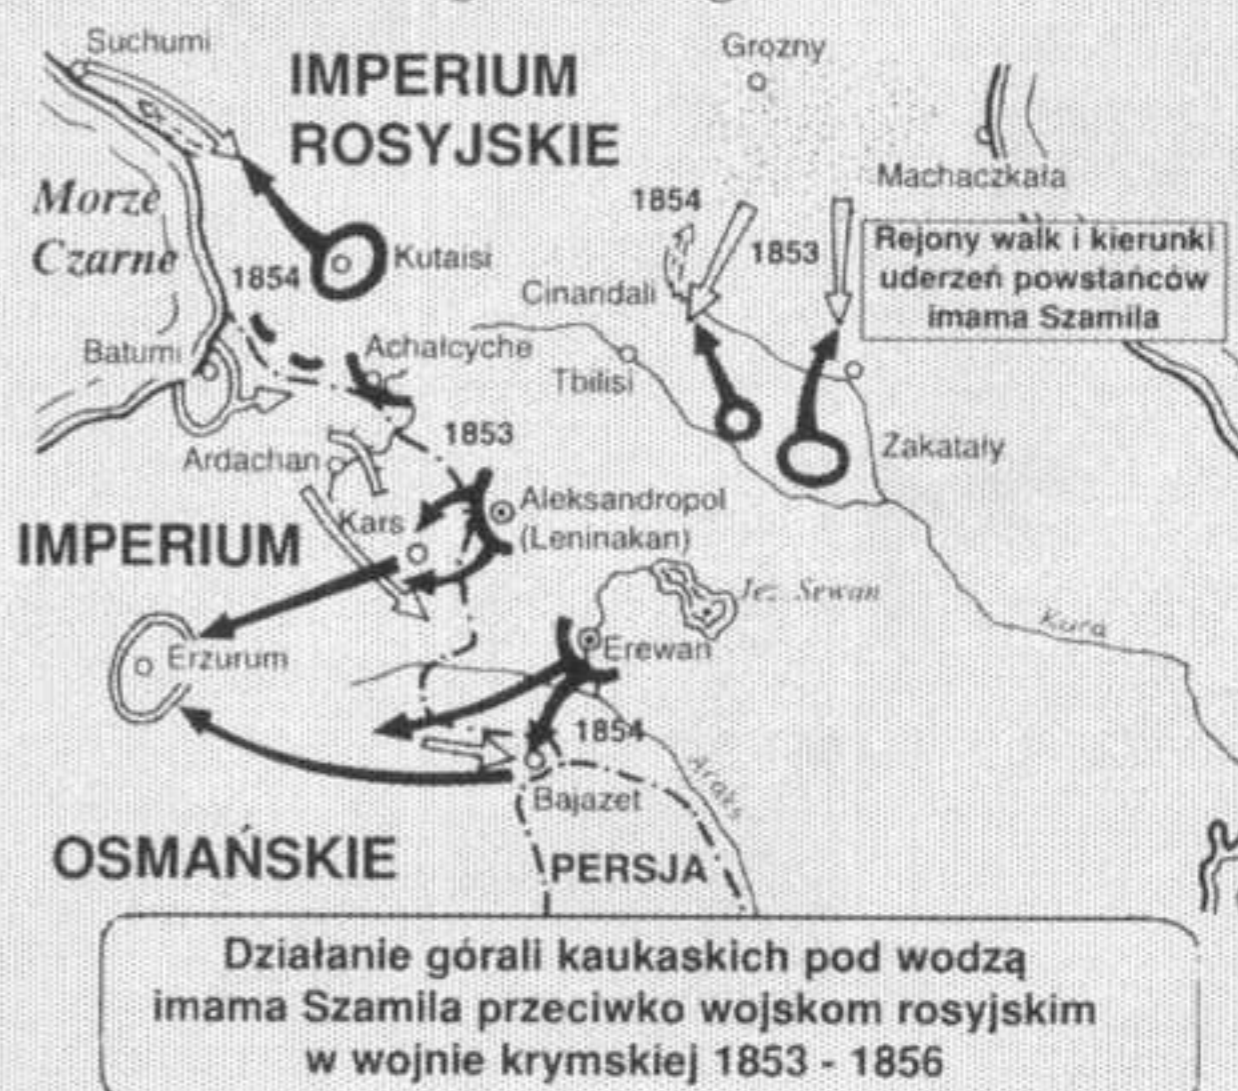 Suchumi
IMPERIUM
ROSYJSKIE
Grozny
Machaczkała
Morze
Czarne
1854
Kutaisi
1854
1853
Rejony walk i kierunki
uderzeń powstańców
imama Szamila
Cinandali
Batumi
Achałcyche
Tbilisi
1853
Ardachan
Zakatały
Kars
Aleksandropol
(Leninakan)
IMPERIUM
Jez. Sewan
Kura
Erzurum
Erewan
1854
Araks
Bajazet
OSMAŃSKIE
PERSJA
Działanie górali kaukaskich pod wodzą
imama Szamila przeciwko wojskom rosyjskim
w wojnie krymskiej 1853 - 1856